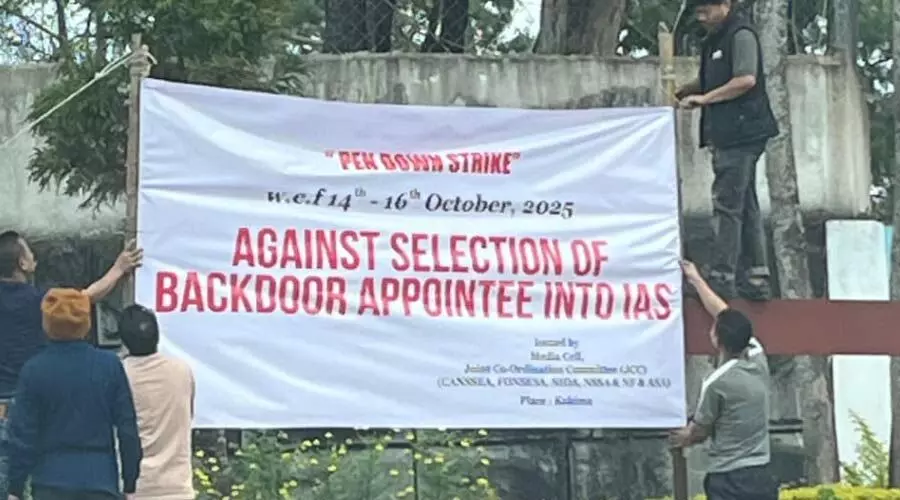 "PEN DOWN STRIKE"
w.e.f 14th - 16th October, 2025
AGAINST SELECTION OF
BACKDOOR APPOINTEE INTO IAS
Issued by
Media Cell,
Joint Co-Ordination Committee (JCC)
(CANSSEA, FONSESA, NIDA, NSSA & NF & ASA)
Place : Kohima